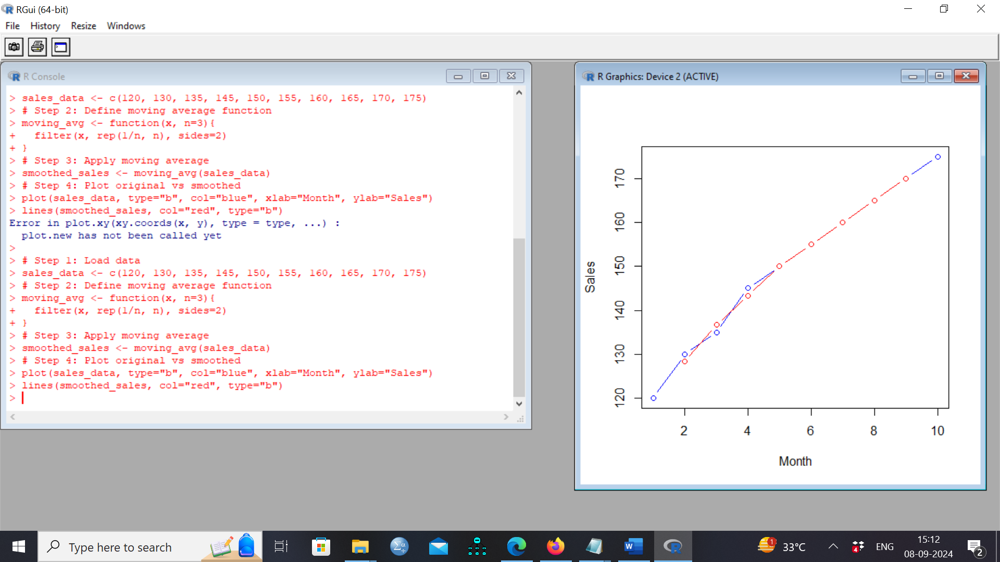 RGui (64-bit)
File History Resize Windows
R Console
> sales_data <- c(120, 130, 135, 145, 150, 155, 160, 165, 170, 175)
> # Step 2: Define moving average function
> moving_avg <- function(x, n=3){
+   filter(x, rep(1/n, n), sides=2)
+ }
> # Step 3: Apply moving average
> smoothed_sales <- moving_avg(sales_data)
> # Step 4: Plot original vs smoothed
> plot(sales_data, type="b", col="blue", xlab="Month", ylab="Sales")
> lines(smoothed_sales, col="red", type="b")
Error in plot.xy(xy.coords(x, y), type = type, ...) :
  plot.new has not been called yet
>
> # Step 1: Load data
> sales_data <- c(120, 130, 135, 145, 150, 155, 160, 165, 170, 175)
> # Step 2: Define moving average function
> moving_avg <- function(x, n=3){
+   filter(x, rep(1/n, n), sides=2)
+ }
> # Step 3: Apply moving average
> smoothed_sales <- moving_avg(sales_data)
> # Step 4: Plot original vs smoothed
> plot(sales_data, type="b", col="blue", xlab="Month", ylab="Sales")
> lines(smoothed_sales, col="red", type="b")
>
R Graphics: Device 2 (ACTIVE)
170
160
150
140
130
120
Sales
2 4 6 8 10
Month
Type here to search
1
33°C
4
ENG
15:12
08-09-2024
2